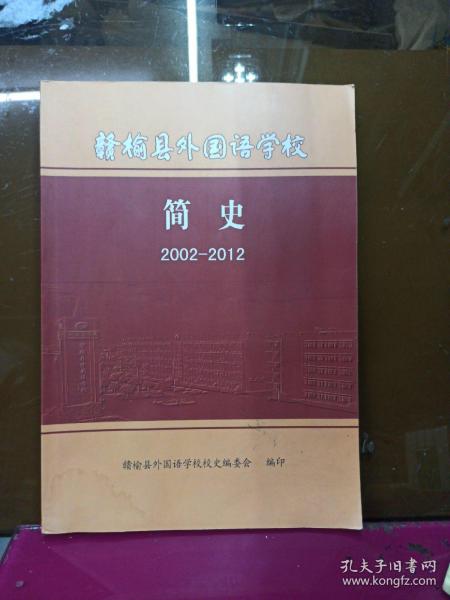 赣榆县外国语学校
简史
2002-2012
赣榆县外国语学校校史编委会 编印
孔夫子旧书网
www.kongfz.com